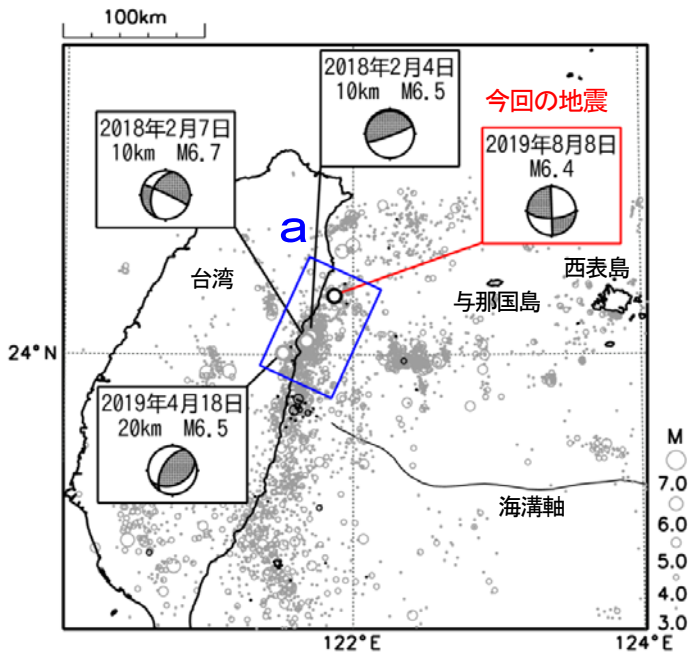 100km
2018年2月4日
10km M6.5
今回の地震
2018年2月7日
10km M6.7
2019年8月8日
M6.4
a
台湾
西表島
与那国島
24°N
2019年4月18日
20km M6.5
海溝軸
M
7.0
6.0
5.0
4.0
3.0
122°E
124°E